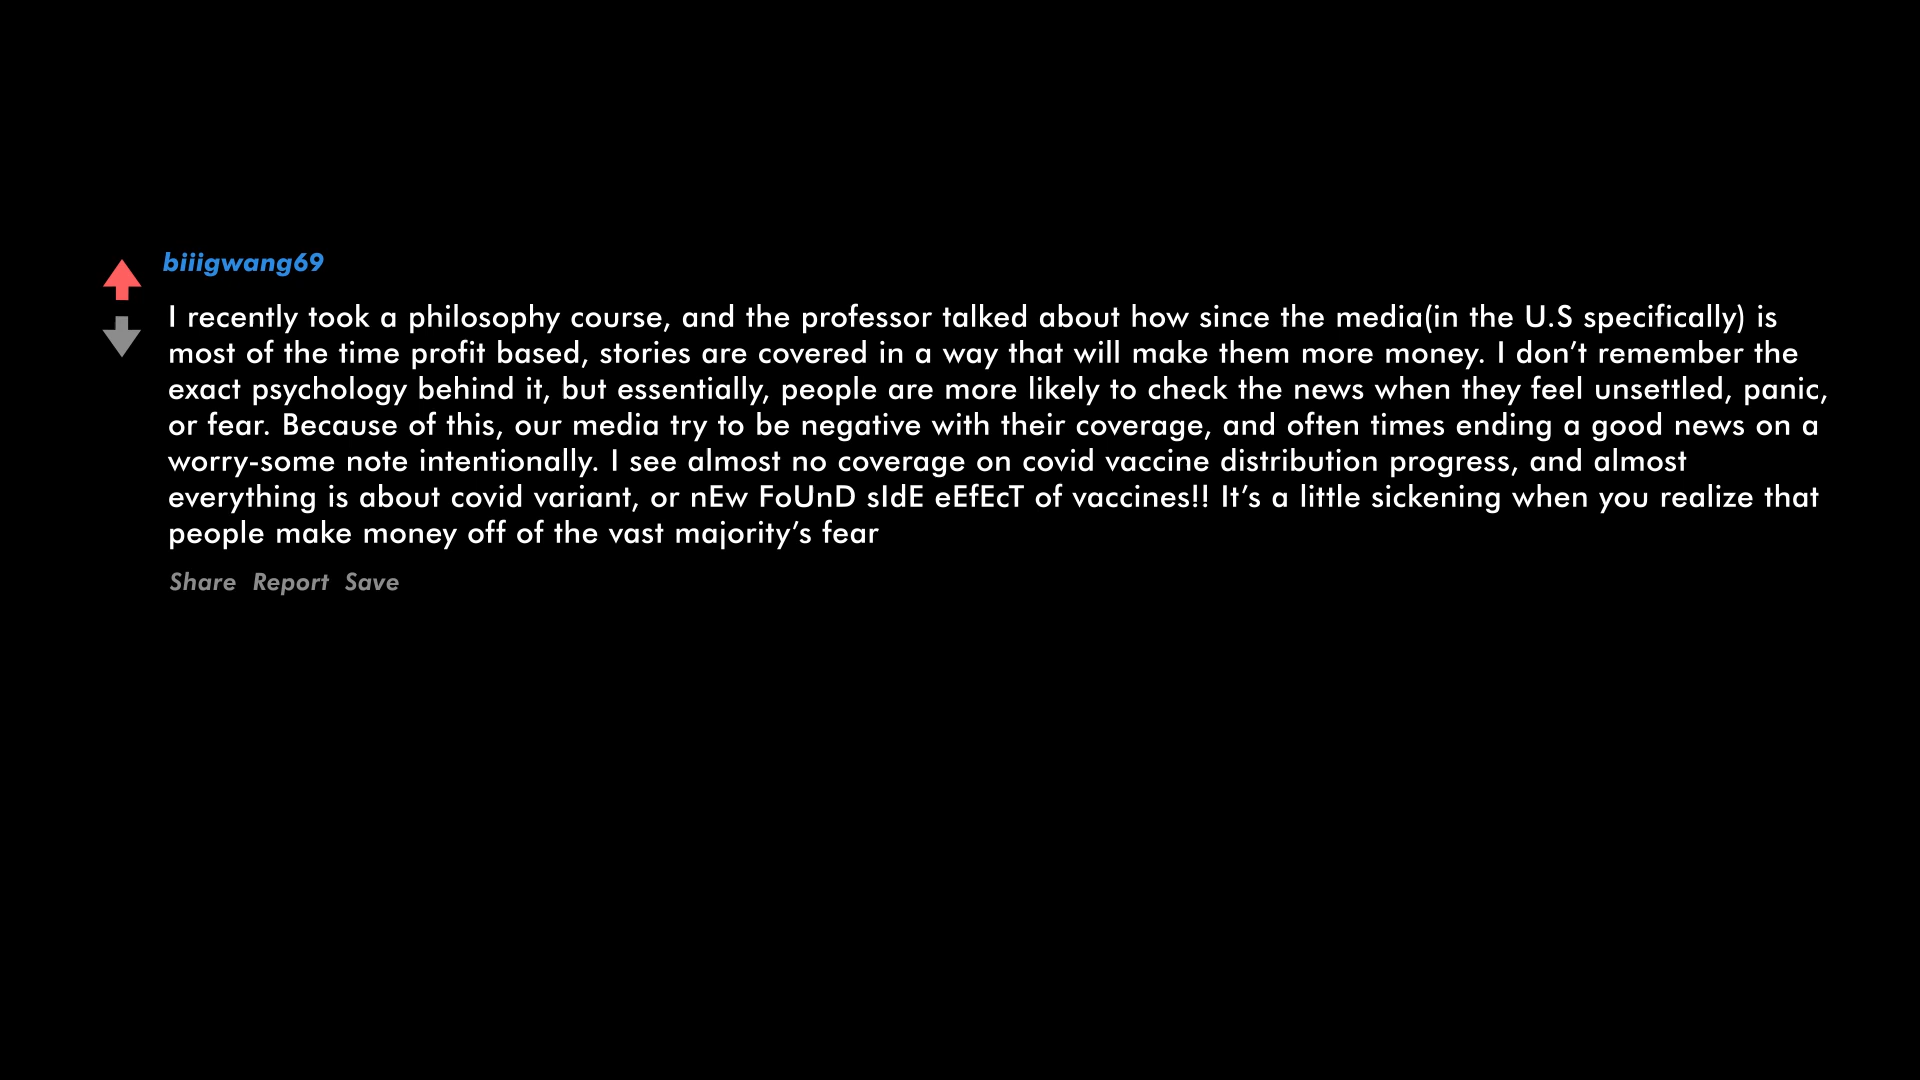 biiigwang69
I recently took a philosophy course, and the professor talked about how since the media(in the U.S specifically) is
most of the time profit based, stories are covered in a way that will make them more money. I don’t remember the
exact psychology behind it, but essentially, people are more likely to check the news when they feel unsettled, panic,
or fear. Because of this, our media try to be negative with their coverage, and often times ending a good news on a
worry-some note intentionally. I see almost no coverage on covid vaccine distribution progress, and almost
everything is about covid variant, or nEw FoUnD sIdE eEfEcT of vaccines!! It’s a little sickening when you realize that
people make money off of the vast majority’s fear
Share Report Save